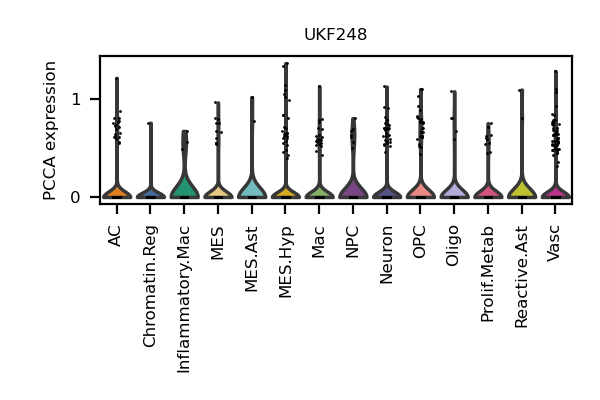 UKF248
PCCA expression
1
0
AC
Chromatin.Reg
Inflammatory.Mac
MES
MES.Ast
MES.Hyp
Mac
NPC
Neuron
OPC
Oligo
Prolif.Metab
Reactive.Ast
Vasc